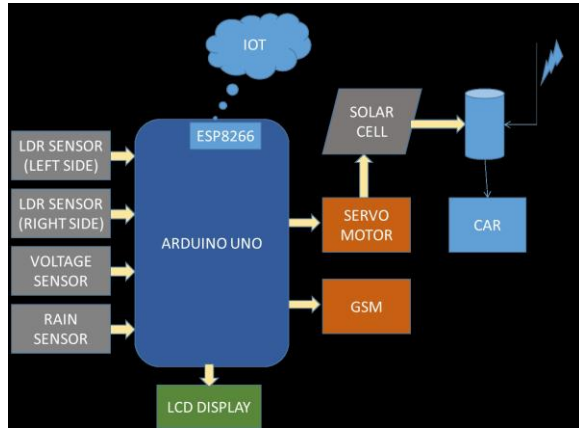 IOT
ESP8266
SOLAR
CELL
LDR SENSOR
(LEFT SIDE)
LDR SENSOR
(RIGHT SIDE)
ARDUINO UNO
SERVO
MOTOR
CAR
VOLTAGE
SENSOR
RAIN
SENSOR
GSM
LCD DISPLAY